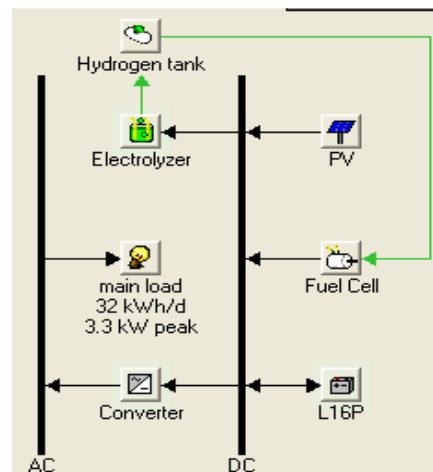 Hydrogen tank
Electrolyzer
PV
main load
32 kWh/d
3.3 kW peak
Fuel Cell
Converter
L16P
AC
DC